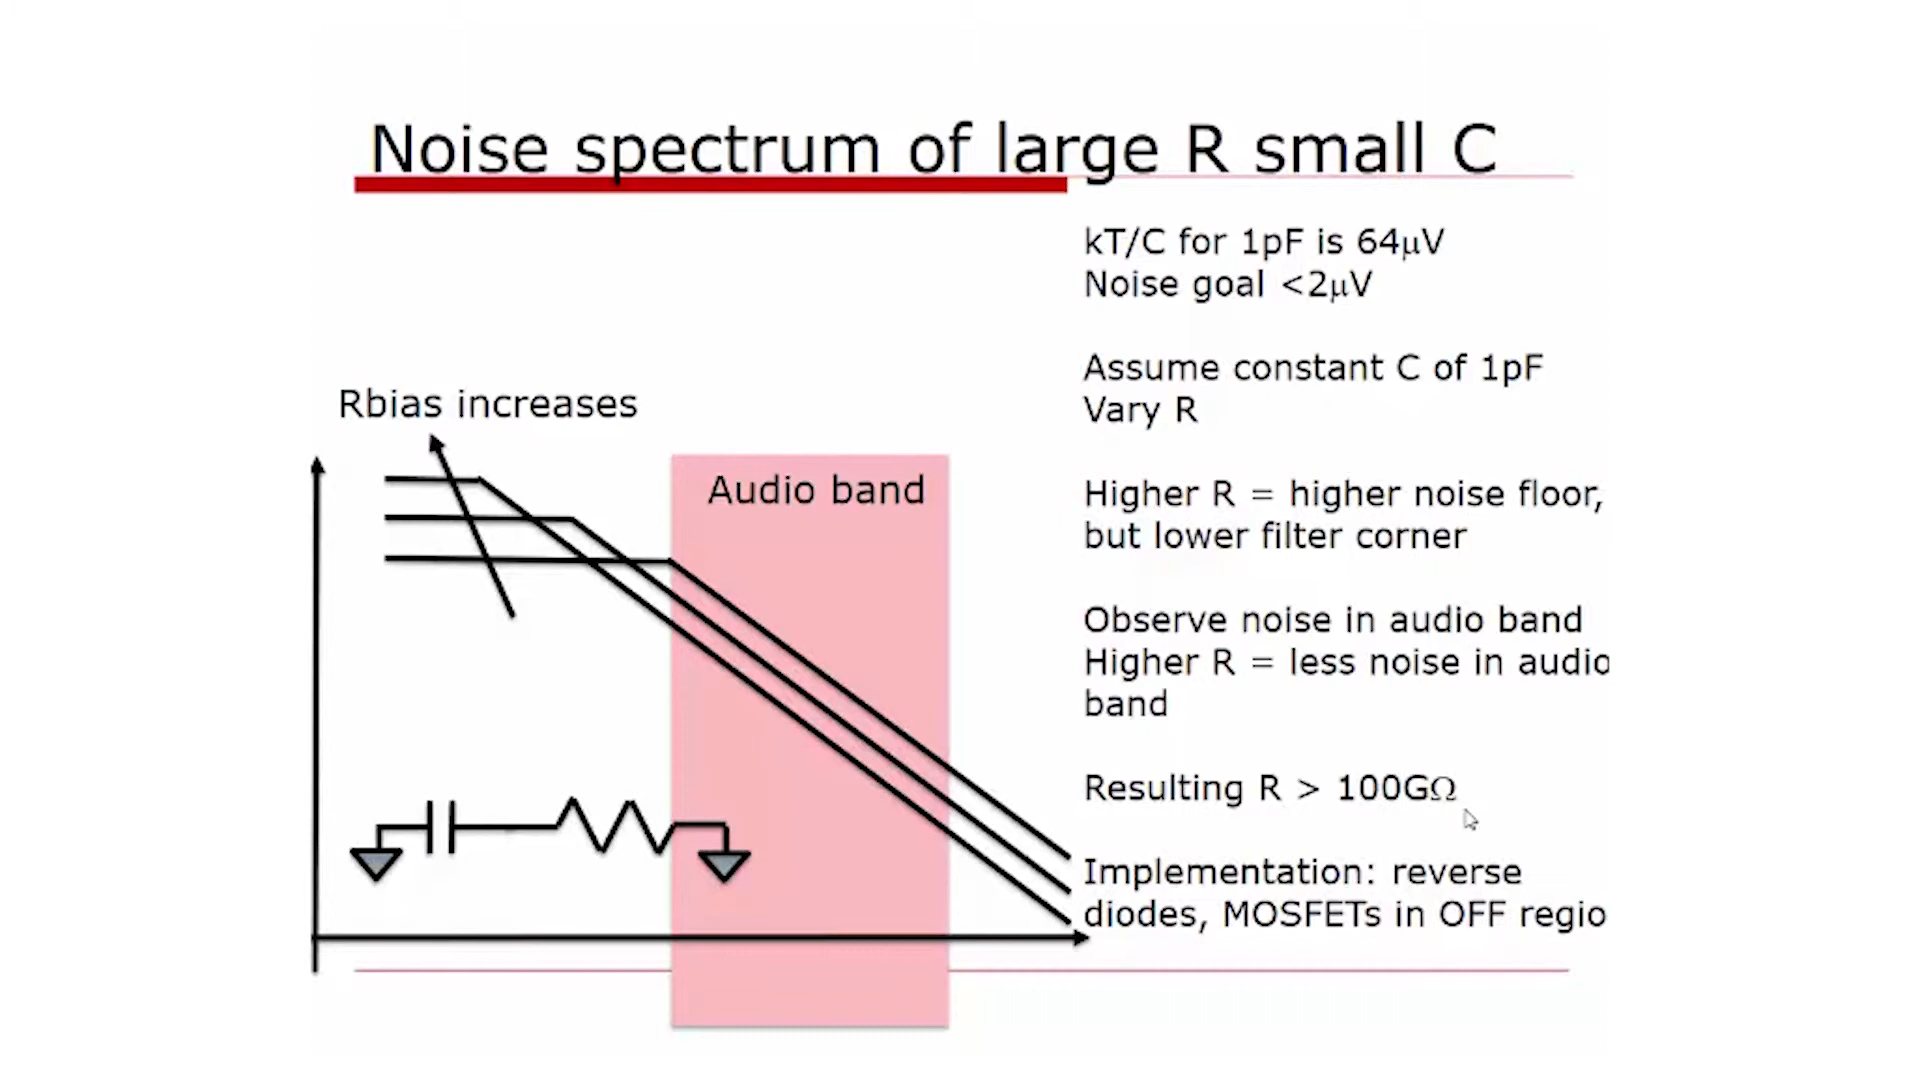 Noise spectrum of large R small C
kT/C for 1pF is 64μV
Noise goal <2μV
Assume constant C of 1pF
Vary R
Rbias increases
Audio band
Higher R = higher noise floor,
but lower filter corner
Observe noise in audio band
Higher R = less noise in audio
band
Resulting R > 100GΩ
Implementation: reverse
diodes, MOSFETs in OFF regio